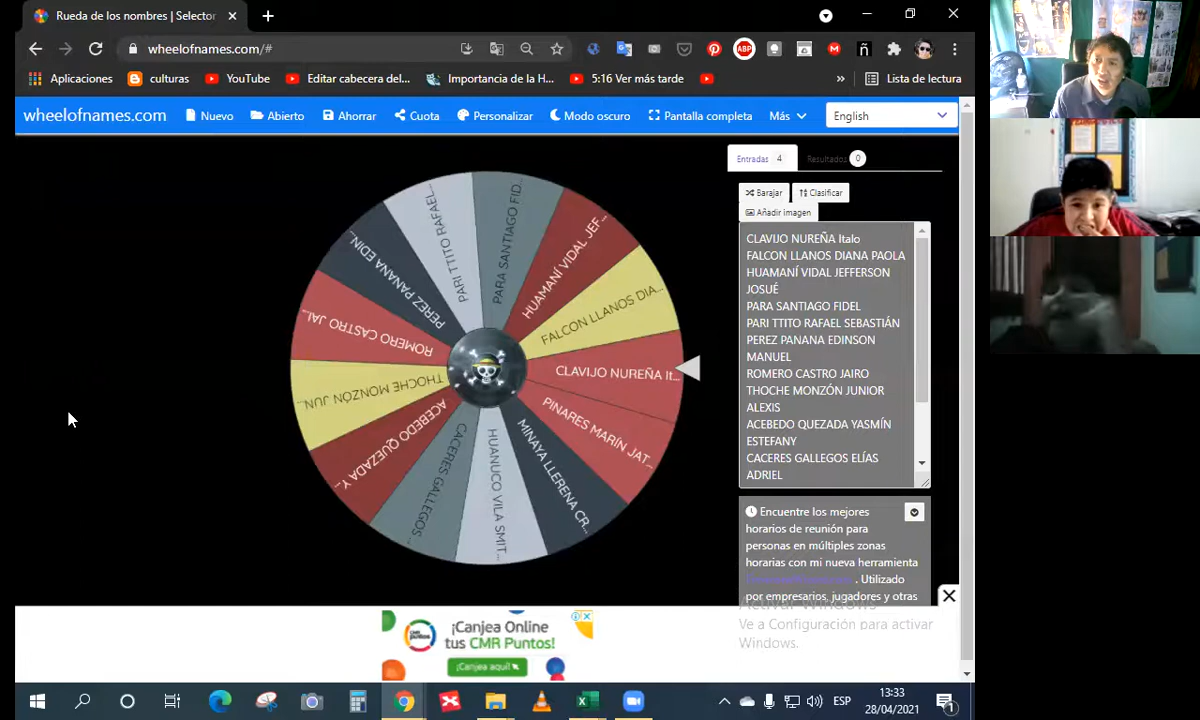 Rueda de los nombres | Selector
wheelofnames.com/#
Aplicaciones culturas YouTube Editar cabecera del... Importancia de la H... 5:16 Ver más tarde » Lista de lectura
wheelofnames.com Nuevo Abierto Ahorrar Cuota Personalizar Modo oscuro Pantalla completa Más English
Entradas 4 Resultados 0
Barajar Clasificar
Añadir imagen
CLAVIJO NUREÑA Italo
FALCON LLANOS DIANA PAOLA
HUAMANÍ VIDAL JEFFERSON
JOSUÉ
PARA SANTIAGO FIDEL
PARI TTITO RAFAEL SEBASTIÁN
PEREZ PANANA EDINSON
MANUEL
ROMERO CASTRO JAIRO
THOCHE MONZÓN JUNIOR
ALEXIS
ACEBEDO QUEZADA YASMÍN
ESTEFANY
CACERES GALLEGOS ELÍAS
ADRIEL
PARI TTITO RAFAEL...
PARA SANTIAGO FID...
HUAMANÍ VIDAL JEF...
FALCON LLANOS DIA...
CLAVIJO NUREÑA It...
PINARES MARÍN JAT...
MINAYA LLERENA CR...
HUANUCO VILA SMIT...
CACERES GALLEGOS ...
ACEBEDO QUEZADA Y...
THOCHE MONZÓN JUN...
ROMERO CASTRO JAI...
PEREZ PANANA EDIN...
Encuentre los mejores
horarios de reunión para
personas en múltiples zonas
horarias con mi nueva herramienta
. Utilizado
por empresarios, jugadores y otras
Activar Windows
Ve a Configuración para activar
Windows.
CMR puntos
¡Canjea Online
tus CMR Puntos!
¡Canjea aquí!
ESP
13:33
28/04/2021
1